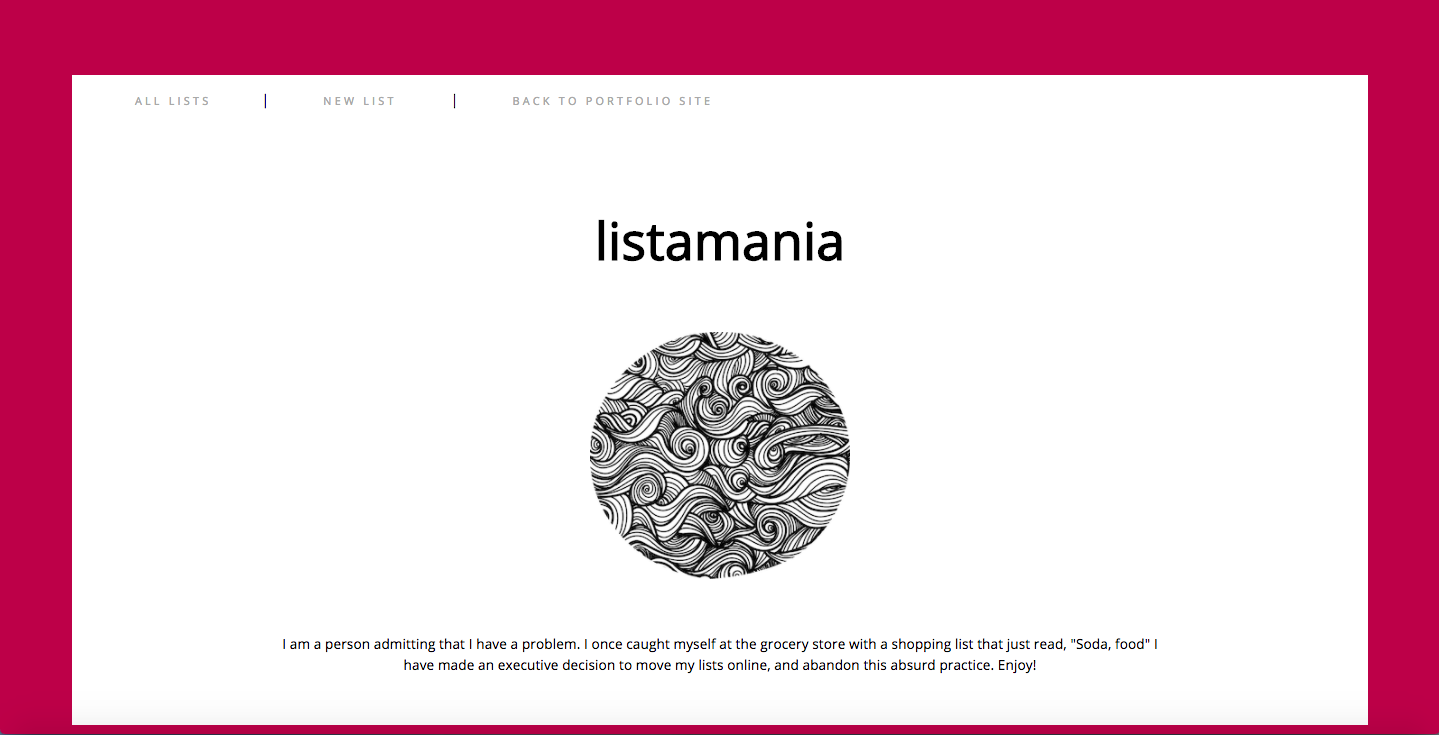 ALL LISTS | NEW LIST | BACK TO PORTFOLIO SITE
listamania
I am a person admitting that I have a problem. I once caught myself at the grocery store with a shopping list that just read, "Soda, food" I
have made an executive decision to move my lists online, and abandon this absurd practice. Enjoy!